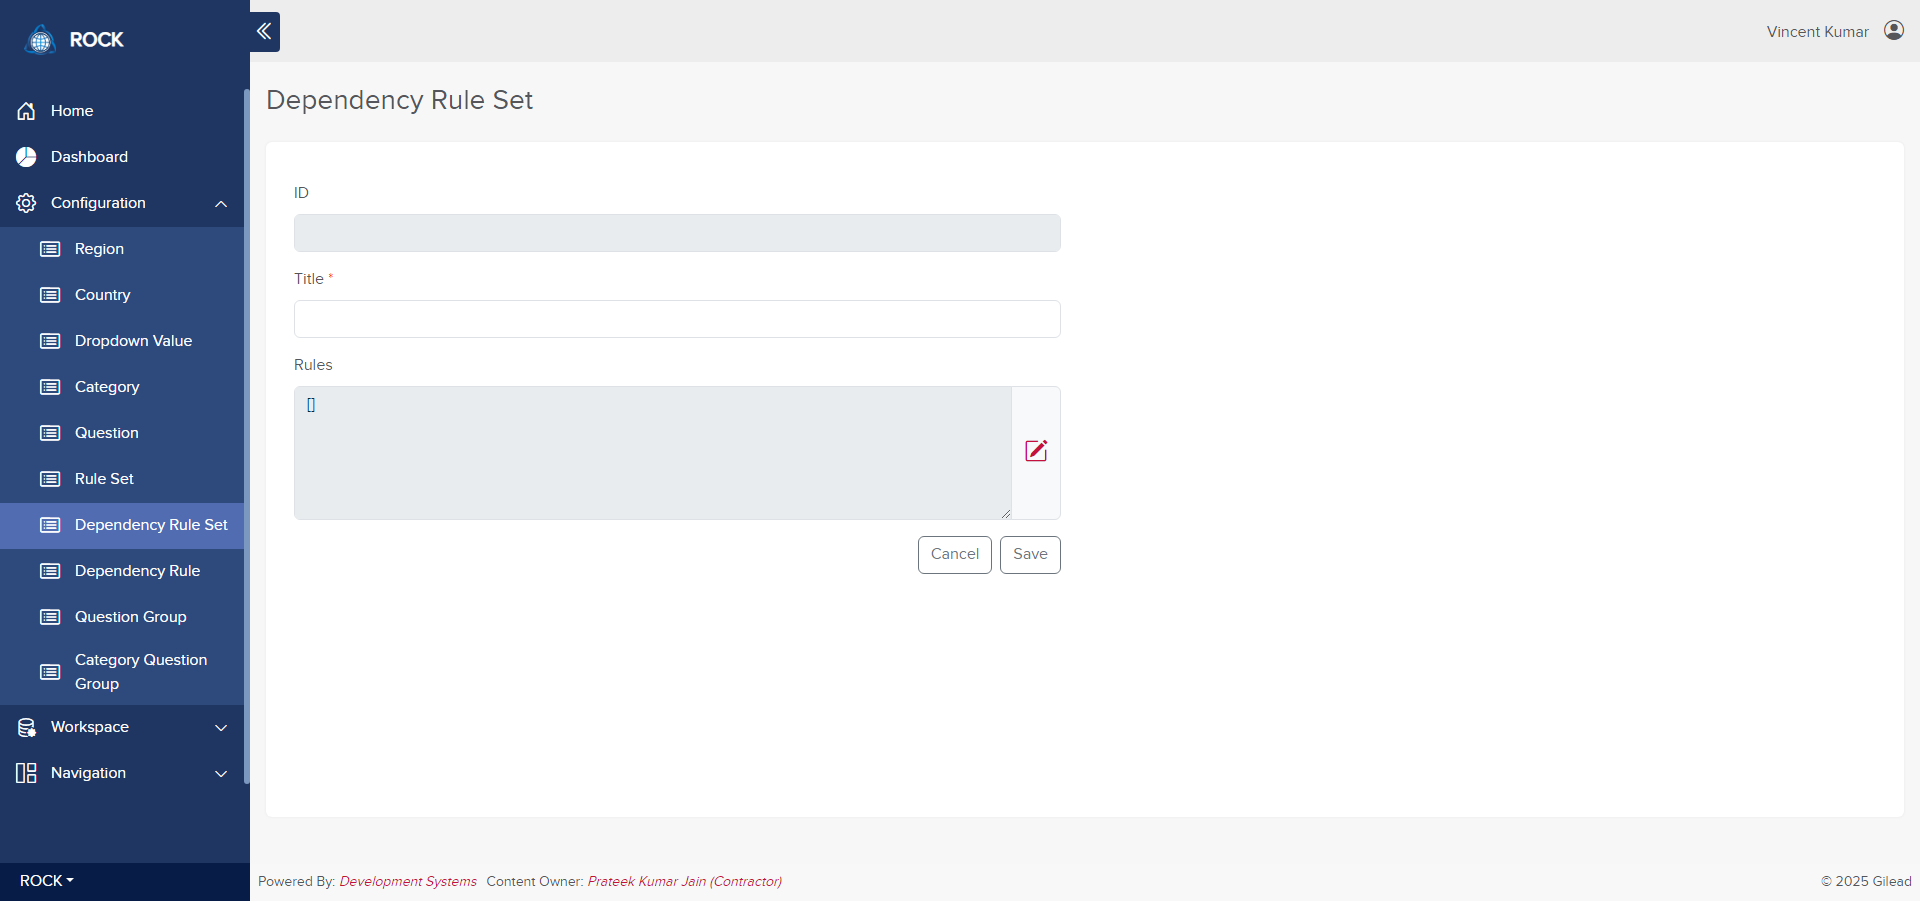 ROCK
Vincent Kumar
Home
Dashboard
Configuration
Region
Country
Dropdown Value
Category
Question
Rule Set
Dependency Rule Set
Dependency Rule
Question Group
Category Question
Group
Workspace
Navigation
ROCK
Dependency Rule Set
ID
Title *
Rules
[]
Cancel
Save
Powered By: Development Systems Content Owner: Prateek Kumar Jain (Contractor)
© 2025 Gilead